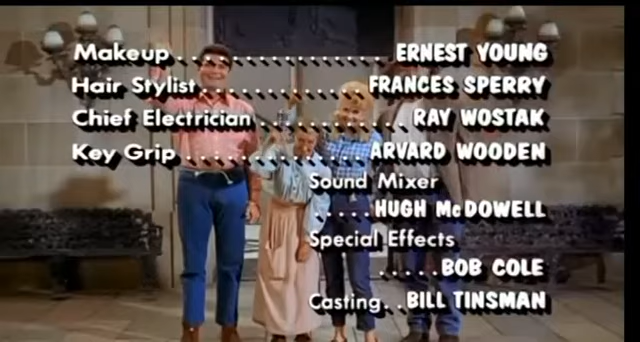 Makeup.....................ERNEST YOUNG
Hair Stylist................FRANCES SPERRY
Chief Electrician..............RAY WOSTAK
Key Grip.................ARVARD WOODEN
Sound Mixer
.....HUGH McDOWELL
Special Effects
.....BOB COLE
Casting..BILL TINSMAN